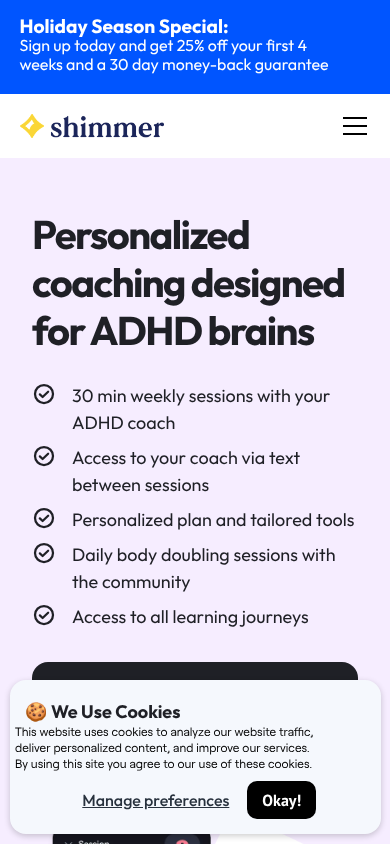 Holiday Season Special:
Sign up today and get 25% off your first 4
weeks and a 30 day money-back guarantee
shimmer
Personalized
coaching designed
for ADHD brains
30 min weekly sessions with your
ADHD coach
Access to your coach via text
between sessions
Personalized plan and tailored tools
Daily body doubling sessions with
the community
Access to all learning journeys
🍪 We Use Cookies
This website uses cookies to analyze our website traffic,
deliver personalized content, and improve our services.
By using this site you agree to our use of these cookies.
Manage preferences Okay!